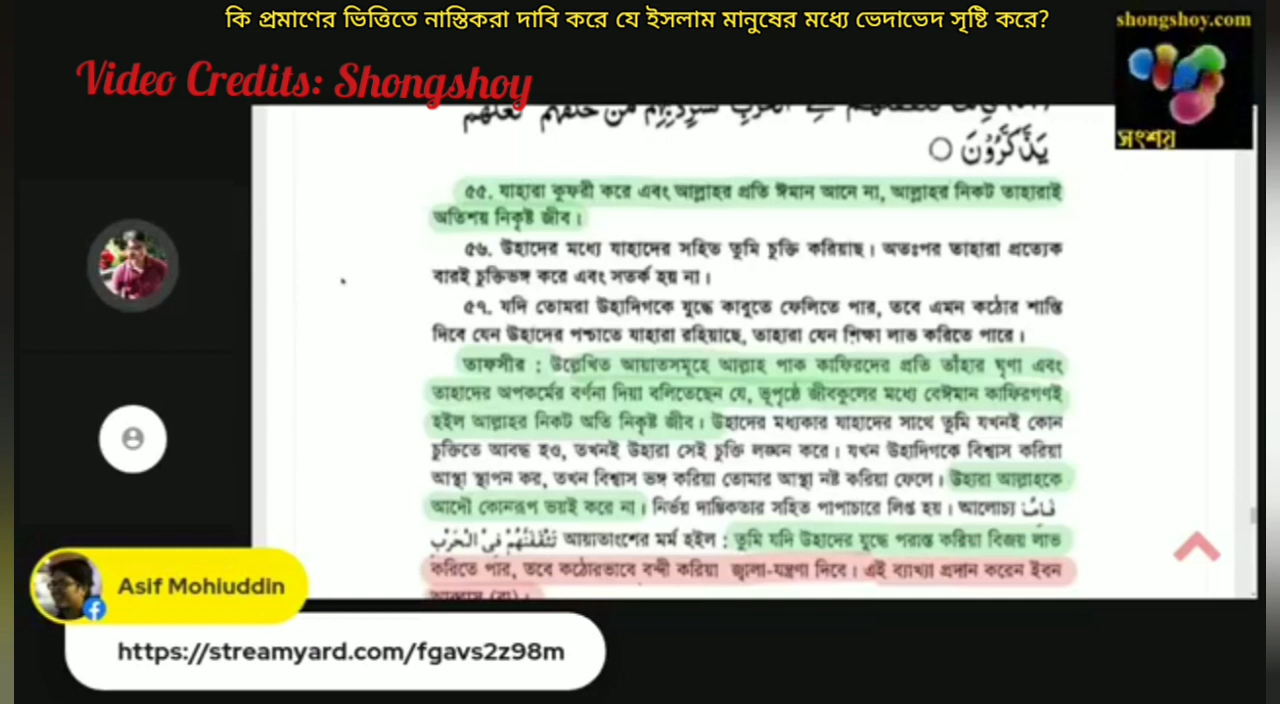 কি প্রমাণের ভিত্তিতে নাস্তিকরা দাবি করে যে ইসলাম মানুষের মধ্যে ভেদাভেদ সৃষ্টি করে?
shongshoy.com
Video Credits: Shongshoy
সংশয়
يَذَّكَّرُوْنَ ○
৫৫. যাহারা কুফরী করে এবং আল্লাহর প্রতি ঈমান আনে না, আল্লাহর নিকট তাহারাই
অতিশয় নিকৃষ্ট জীব।
৫৬. উহাদের মধ্যে যাহাদের সহিত তুমি চুক্তি করিয়াছ। অতঃপর তাহারা প্রত্যেক
বারই চুক্তিভঙ্গ করে এবং সতর্ক হয় না।
৫৭. যদি তোমরা উহাদিগকে যুদ্ধে কাবুতে ফেলিতে পার, তবে এমন কঠোর শাস্তি
দিবে যেন উহাদের পশ্চাতে যাহারা রহিয়াছে, তাহারা যেন শিক্ষা লাভ করিতে পারে।
তাফসীর : উল্লেখিত আয়াতসমূহে আল্লাহ পাক কাফিরদের প্রতি তাঁহার ঘৃণা এবং
তাহাদের অপকর্মের বর্ণনা দিয়া বলিতেছেন যে, ভূপৃষ্ঠে জীবকুলের মধ্যে বেঈমান কাফিরগণই
হইল আল্লাহর নিকট অতি নিকৃষ্ট জীব। উহাদের মধ্যকার যাহাদের সাথে তুমি যখনই কোন
চুক্তিতে আবদ্ধ হও, তখনই উহারা সেই চুক্তি লঙ্ঘন করে। যখন উহাদিগকে বিশ্বাস করিয়া
আস্থা স্থাপন কর, তখন বিশ্বাস ভঙ্গ করিয়া তোমার আস্থা নষ্ট করিয়া ফেলে। উহারা আল্লাহকে
আদৌ কোনরূপ ভয়ই করে না। নির্ভয় দাম্ভিকতার সহিত পাপাচারে লিপ্ত হয়। আলোচ্য فَامَّا
تَثْقَفَنَّهُمْ فِى الْحَرْبِ আয়াতাংশের মর্ম হইল : তুমি যদি উহাদের যুদ্ধে পরাস্ত করিয়া বিজয় লাভ
করিতে পার, তবে কঠোরভাবে বন্দী করিয়া জ্বালা-যন্ত্রণা দিবে। এই ব্যাখ্যা প্রদান করেন ইবন
Asif Mohiuddin
https://streamyard.com/fgavs2z98m